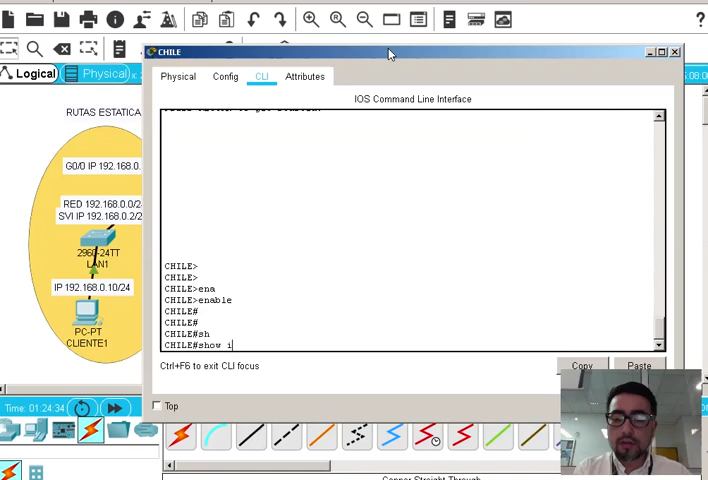 CHILE
Logical
Physical
Physical
Config
CLI
Attributes
IOS Command Line Interface
RUTAS ESTATICA
G0/0 IP 192.168.0.
RED 192.168.0.0/2
SVI IP 192.168.0.2/2
2960-24TT
LAN1
IP 192.168.0.10/24
PC-PT
CLIENTE1
CHILE>
CHILE>
CHILE>ena
CHILE>enable
CHILE#
CHILE#
CHILE#sh
CHILE#show i
Ctrl+F6 to exit CLI focus
Copy
Paste
Top
Time: 01:24:34
Copper Straight-Through